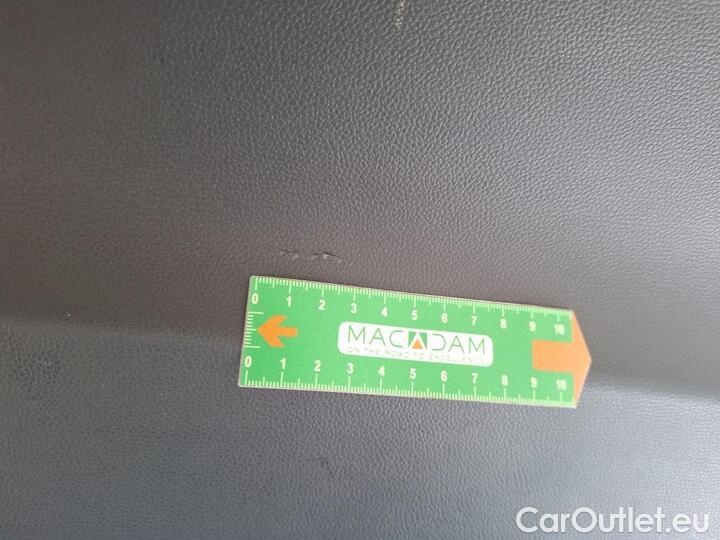 0 1 2 3 4 5 6 7 8 9 10
MACADAM
ON THE ROAD TO EXCELLENCE
0 1 2 3 4 5 6 7 8 9 10
CarOutlet.eu